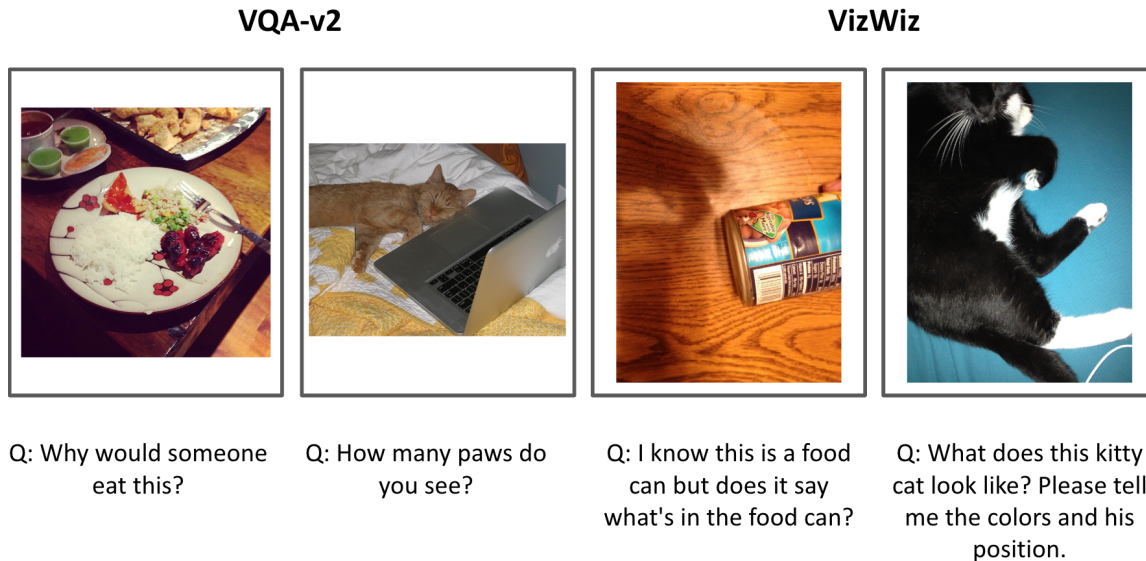 VQA-v2
VizWiz
Q: Why would someone
eat this?
Q: How many paws do
you see?
Q: I know this is a food
can but does it say
what's in the food can?
Q: What does this kitty
cat look like? Please tell
me the colors and his
position.